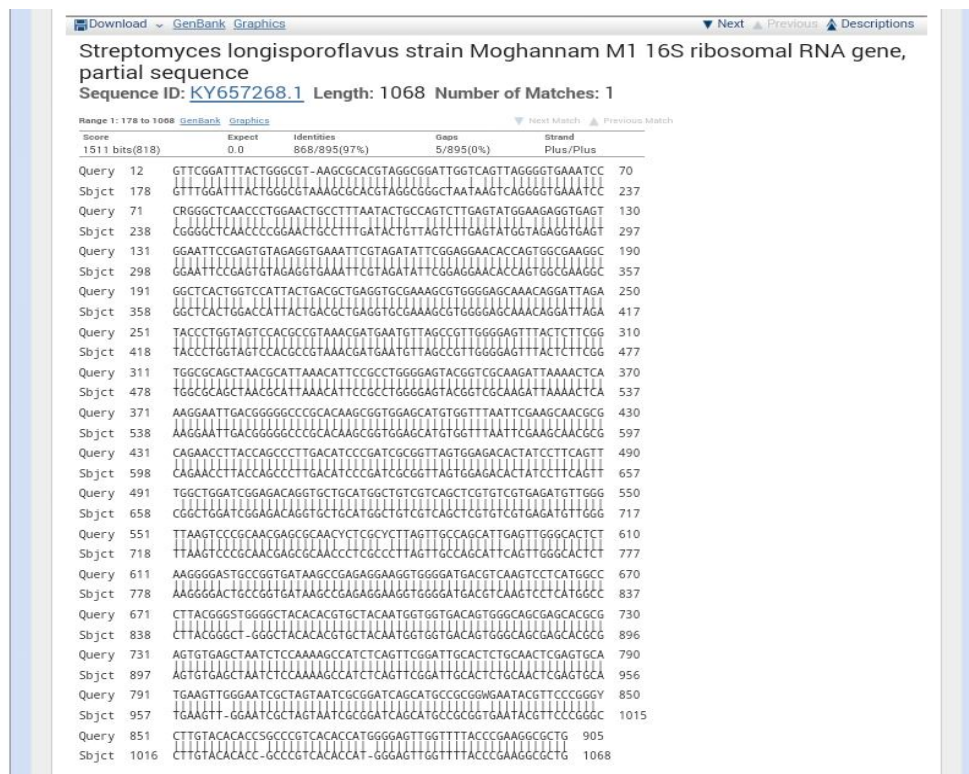 Download GenBank Graphics Next Previous Descriptions
Streptomyces longisporoflavus strain Moghannam M1 16S ribosomal RNA gene,
partial sequence
Sequence ID: KY657268.1 Length: 1068 Number of Matches: 1
Range 1: 178 to 1068 GenBank Graphics Next Match Previous Match
Score Expect Identities Gaps Strand
1511 bits(818) 0.0 868/895(97%) 5/895(0%) Plus/Plus
Query 12 GTTCGGATTTACTGGGCGT-AAGCGCACGTAGGCGGATTGGTCAGTTAGGGGTGAAATCC 70
Sbjct 178 GTTTGGATTTACTGGGCGTAAAGCGCACGTAGGCGGGCTAATAAGTCAGGGGTGAAATCC 237
Query 71 CRGGGCTCAACCCTGGAACTGCCTTTAATACTGCCAGTCTTGAGTATGGAAGAGGTGAGT 130
Sbjct 238 CGGGGCTCAACCCCGGAACTGCCTTTGATACTGTTAGTCTTGAGTATGGTAGAGGTGAGT 297
Query 131 GGAATTCCGAGTGTAGAGGTGAAATTCGTAGATATTCGGAGGAACACCAGTGGCGAAGGC 190
Sbjct 298 GGAATTCCGAGTGTAGAGGTGAAATTCGTAGATATTCGGAGGAACACCAGTGGCGAAGGC 357
Query 191 GGCTCACTGGTCCATTACTGACGCTGAGGTGCGAAAGCGTGGGGAGCAAACAGGATTAGA 250
Sbjct 358 GGCTCACTGGACCATTACTGACGCTGAGGTGCGAAAGCGTGGGGAGCAAACAGGATTAGA 417
Query 251 TACCCTGGTAGTCCACGCCGTAAACGATGAATGTTAGCCGTTGGGGAGTTTACTCTTCGG 310
Sbjct 418 TACCCTGGTAGTCCACGCCGTAAACGATGAATGTTAGCCGTTGGGGAGTTTACTCTTCGG 477
Query 311 TGGCGCAGCTAACGCATTAAACATTCCGCCTGGGGAGTACGGTCGCAAGATTAAAACTCA 370
Sbjct 478 TGGCGCAGCTAACGCATTAAACATTCCGCCTGGGGAGTACGGTCGCAAGATTAAAACTCA 537
Query 371 AAGGAATTGACGGGGGCCCGCACAAGCGGTGGAGCATGTGGTTTAATTCGAAGCAACGCG 430
Sbjct 538 AAGGAATTGACGGGGGCCCGCACAAGCGGTGGAGCATGTGGTTTAATTCGAAGCAACGCG 597
Query 431 CAGAACCTTACCAGCCCTTGACATCCCGATCGCGGTTAGTGGAGACACTATCCTTCAGTT 490
Sbjct 598 CAGAACCTTACCAGCCCTTGACATCCCGATCGCGGTTAGTGGAGACACTATCCTTCAGTT 657
Query 491 TGGCTGGATCGGAGACAGGTGCTGCATGGCTGTCGTCAGCTCGTGTCGTGAGATGTTGGG 550
Sbjct 658 CGGCTGGATCGGAGACAGGTGCTGCATGGCTGTCGTCAGCTCGTGTCGTGAGATGTTGGG 717
Query 551 TTAAGTCCCGCAACGAGCGCAACYCTCGCYCTTAGTTGCCAGCATTGAGTTGGGCACTCT 610
Sbjct 718 TTAAGTCCCGCAACGAGCGCAACCCTCGCCCTTAGTTGCCAGCATTCAGTTGGGCACTCT 777
Query 611 AAGGGGASTGCCGGTGATAAGCCGAGAGGAAGGTGGGGATGACGTCAAGTCCTCATGGCC 670
Sbjct 778 AAGGGGACTGCCGGTGATAAGCCGAGAGGAAGGTGGGGATGACGTCAAGTCCTCATGGCC 837
Query 671 CTTACGGGSTGGGGCTACACACGTGCTACAATGGTGGTGACAGTGGGCAGCGAGCACGCG 730
Sbjct 838 CTTACGGGCT-GGGCTACACACGTGCTACAATGGTGGTGACAGTGGGCAGCGAGCACGCG 896
Query 731 AGTGTGAGCTAATCTCCAAAAGCCATCTCAGTTCGGATTGCACTCTGCAACTCGAGTGCA 790
Sbjct 897 AGTGTGAGCTAATCTCCAAAAGCCATCTCAGTTCGGATTGCACTCTGCAACTCGAGTGCA 956
Query 791 TGAAGTTGGGAATCGCTAGTAATCGCGGATCAGCATGCCGCGGWGAATACGTTCCCGGGY 850
Sbjct 957 TGAAGTT-GGAATCGCTAGTAATCGCGGATCAGCATGCCGCGGTGAATACGTTCCCGGGC 1015
Query 851 CTTGTACACACCSGCCCGTCACACCATGGGGAGTTGGTTTTACCCGAAGGCGCTG 905
Sbjct 1016 CTTGTACACACC-GCCCGTCACACCAT-GGGAGTTGGTTTTACCCGAAGGCGCTG 1068